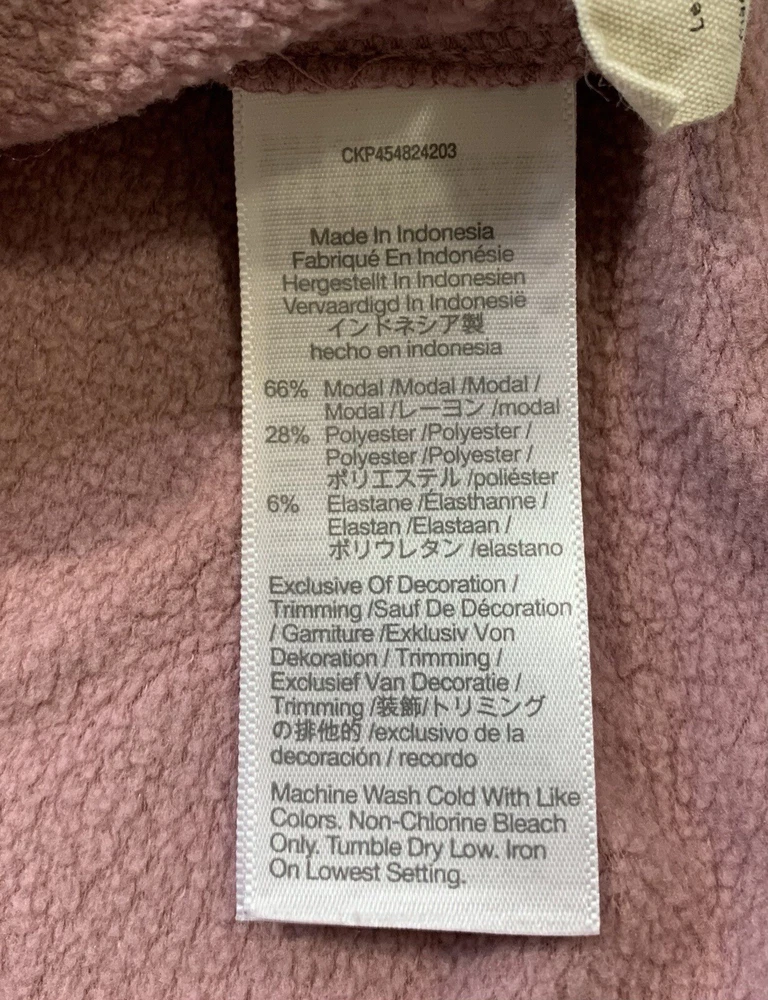 CKP454824203
Made In Indonesia
Fabriqué En Indonésie
Hergestellt In Indonesien
Vervaardigd In Indonesië
インドネシア製
hecho en indonesia
66% Modal /Modal /Modal /
Modal /レーヨン /modal
28% Polyester /Polyester /
Polyester /Polyester /
ポリエステル /poliéster
6% Elastane /Élasthanne /
Elastan /Elastaan /
ポリウレタン /elastano
Exclusive Of Decoration /
Trimming /Sauf De Décoration
/ Garniture /Exklusiv Von
Dekoration / Trimming /
Exclusief Van Decoratie /
Trimming /装飾/トリミング
の排他的 /exclusivo de la
decoración / recordo
Machine Wash Cold With Like
Colors. Non-Chlorine Bleach
Only. Tumble Dry Low. Iron
On Lowest Setting.